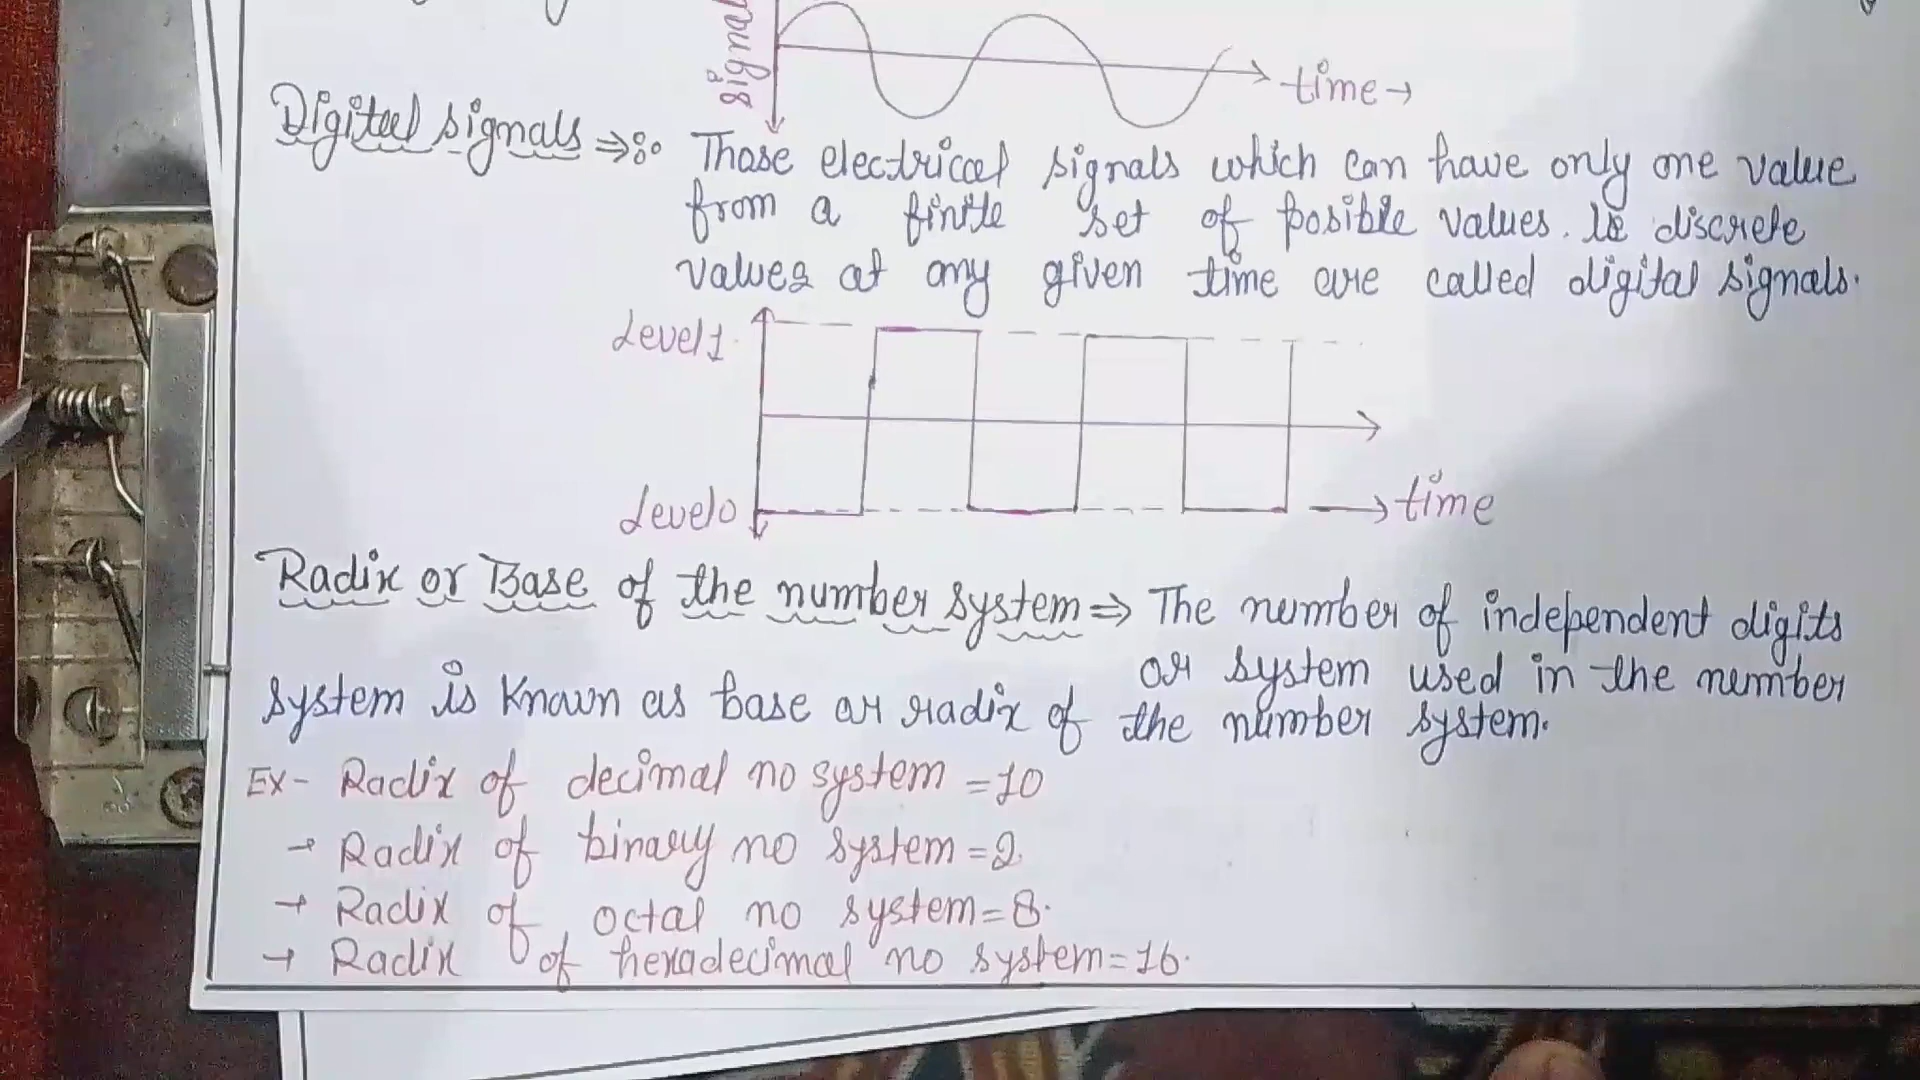 signal
time→
Digital signals ⇒ Those electrical signals which can have only one value
from a finite set of posible values. ie discrete
values at any given time are called digital signals.
Level 1
Level 0
→ time
Radix or Base of the number system ⇒ The number of independent digits
or system used in the number
system is known as base or radix of the number system.
Ex- Radix of decimal no system = 10
→ Radix of binary no system = 2
→ Radix of octal no system = 8.
→ Radix of hexadecimal no system = 16.